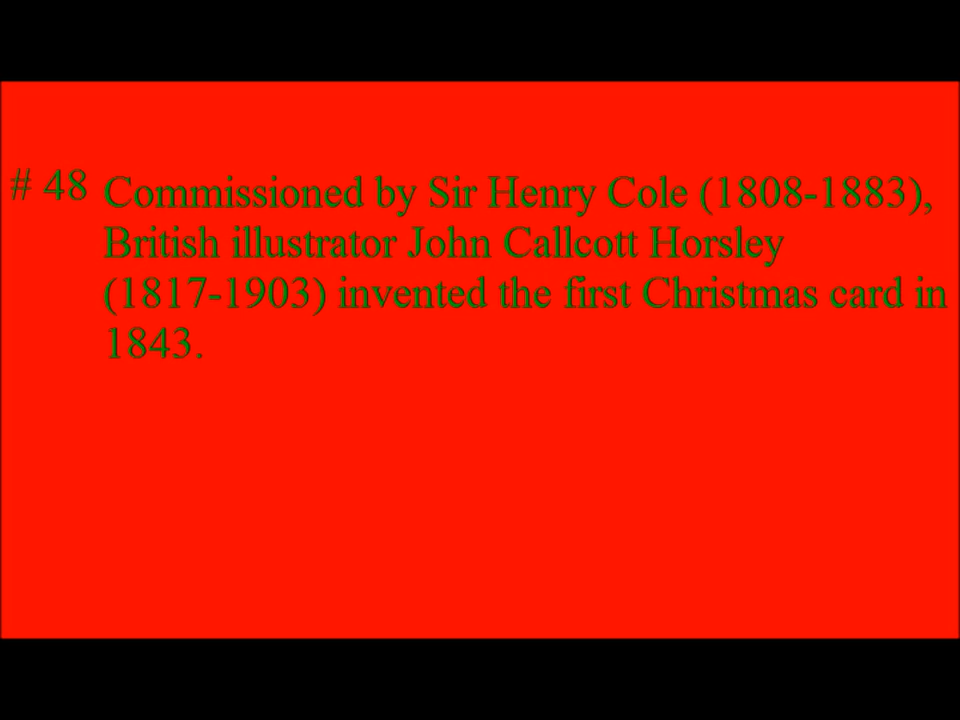 # 48 Commissioned by Sir Henry Cole (1808-1883),
British illustrator John Callcott Horsley
(1817-1903) invented the first Christmas card in
1843.